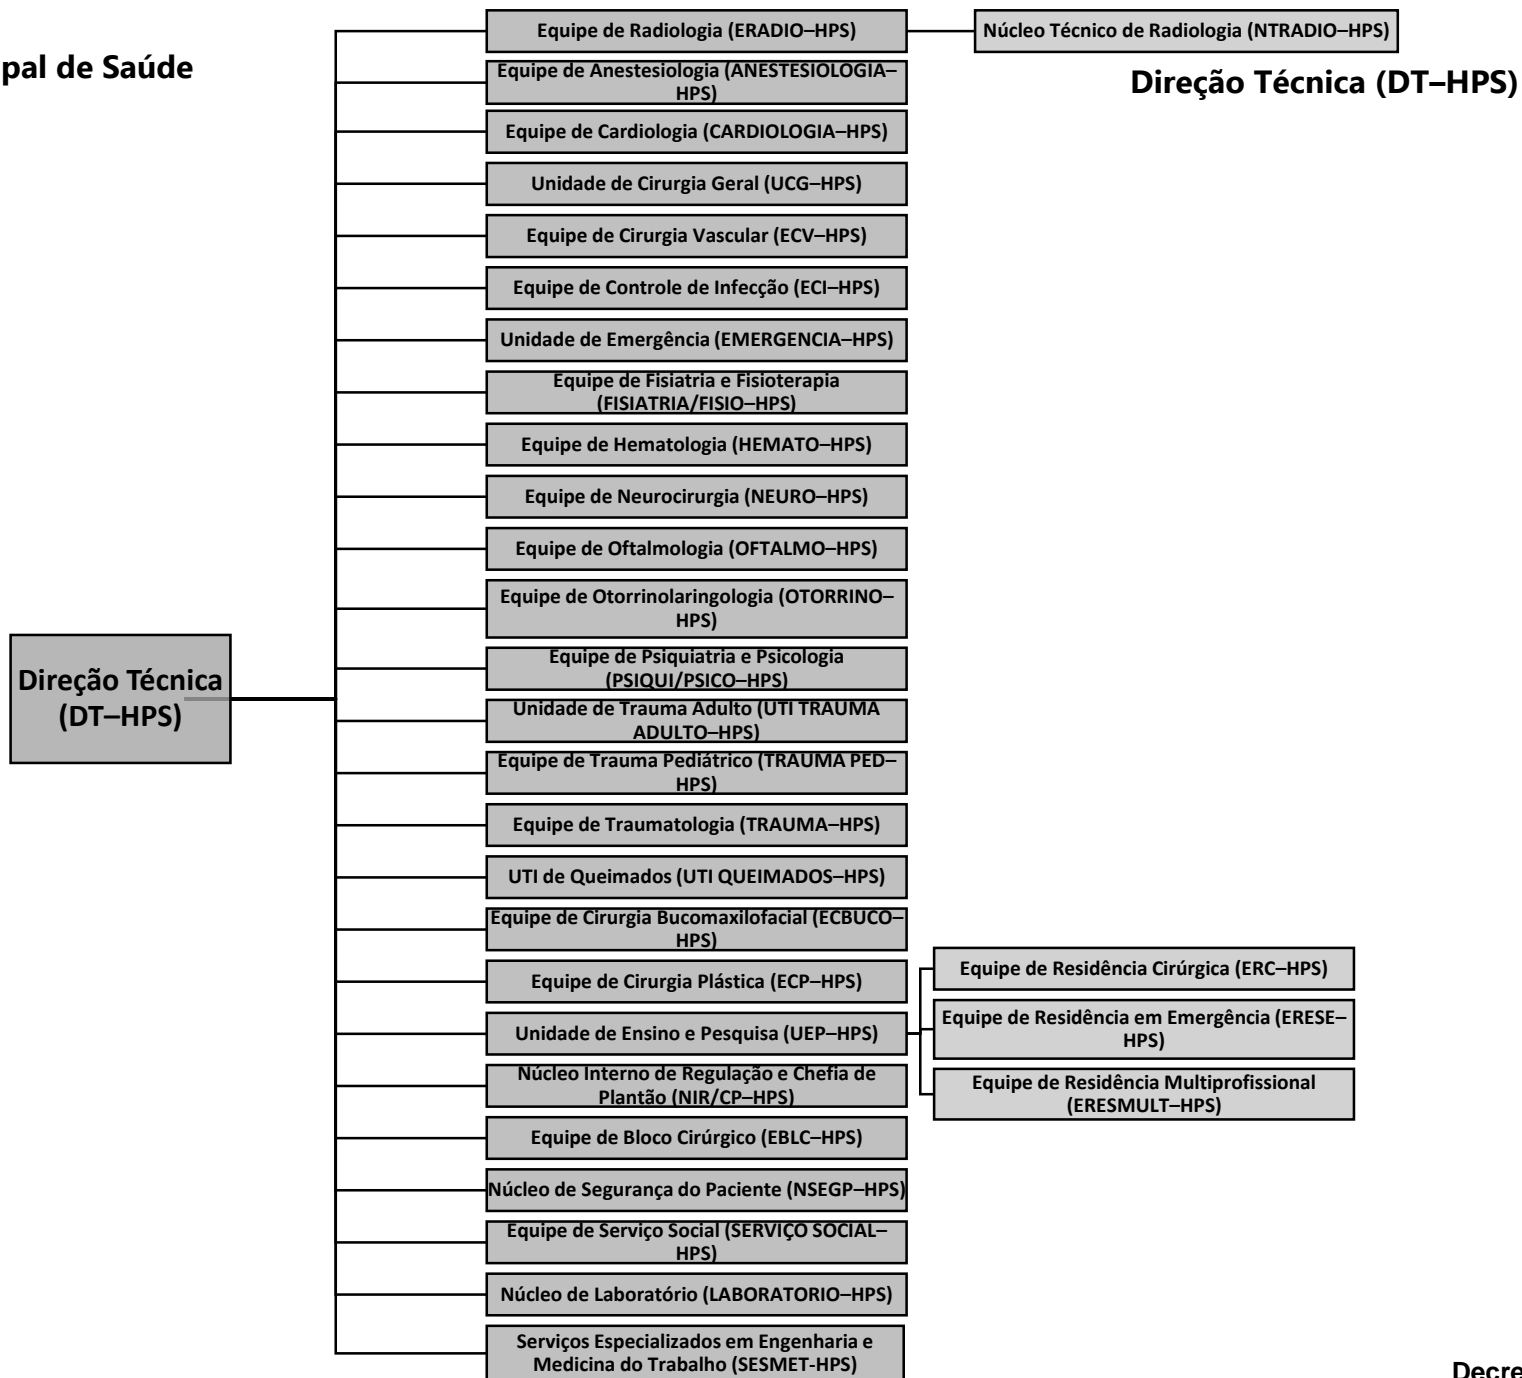 pal de Saúde
Direção Técnica (DT–HPS)
Direção Técnica
(DT–HPS)
Equipe de Radiologia (ERADIO–HPS)
Núcleo Técnico de Radiologia (NTRADIO–HPS)
Equipe de Anestesiologia (ANESTESIOLOGIA–
HPS)
Equipe de Cardiologia (CARDIOLOGIA–HPS)
Unidade de Cirurgia Geral (UCG–HPS)
Equipe de Cirurgia Vascular (ECV–HPS)
Equipe de Controle de Infecção (ECI–HPS)
Unidade de Emergência (EMERGENCIA–HPS)
Equipe de Fisiatria e Fisioterapia
(FISIATRIA/FISIO–HPS)
Equipe de Hematologia (HEMATO–HPS)
Equipe de Neurocirurgia (NEURO–HPS)
Equipe de Oftalmologia (OFTALMO–HPS)
Equipe de Otorrinolaringologia (OTORRINO–
HPS)
Equipe de Psiquiatria e Psicologia
(PSIQUI/PSICO–HPS)
Unidade de Trauma Adulto (UTI TRAUMA
ADULTO–HPS)
Equipe de Trauma Pediátrico (TRAUMA PED–
HPS)
Equipe de Traumatologia (TRAUMA–HPS)
UTI de Queimados (UTI QUEIMADOS–HPS)
Equipe de Cirurgia Bucomaxilofacial (ECBUCO–
HPS)
Equipe de Cirurgia Plástica (ECP–HPS)
Unidade de Ensino e Pesquisa (UEP–HPS)
Equipe de Residência Cirúrgica (ERC–HPS)
Equipe de Residência em Emergência (ERESE–
HPS)
Equipe de Residência Multiprofissional
(ERESMULT–HPS)
Núcleo Interno de Regulação e Chefia de
Plantão (NIR/CP–HPS)
Equipe de Bloco Cirúrgico (EBLC–HPS)
Núcleo de Segurança do Paciente (NSEGP–HPS)
Equipe de Serviço Social (SERVIÇO SOCIAL–
HPS)
Núcleo de Laboratório (LABORATORIO–HPS)
Serviços Especializados em Engenharia e
Medicina do Trabalho (SESMET-HPS)
Decre